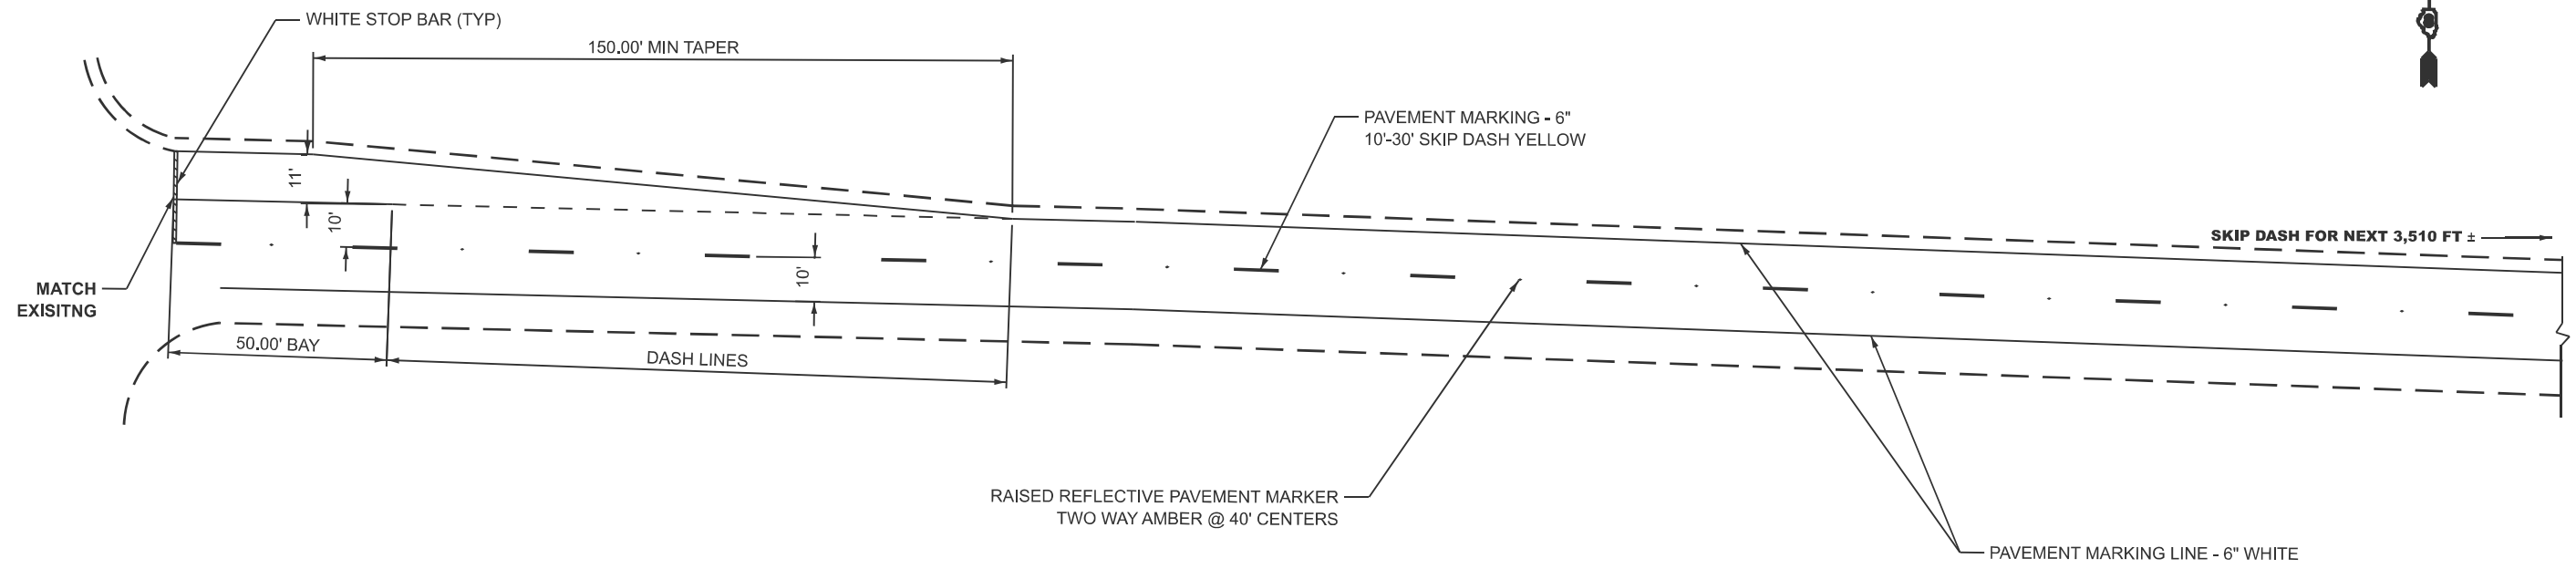 WHITE STOP BAR (TYP)
150.00' MIN TAPER
PAVEMENT MARKING - 6"
10'-30' SKIP DASH YELLOW
11'
10'
SKIP DASH FOR NEXT 3,510 FT ±
10'
MATCH
EXISITNG
50.00' BAY
DASH LINES
RAISED REFLECTIVE PAVEMENT MARKER
TWO WAY AMBER @ 40' CENTERS
PAVEMENT MARKING LINE - 6" WHITE